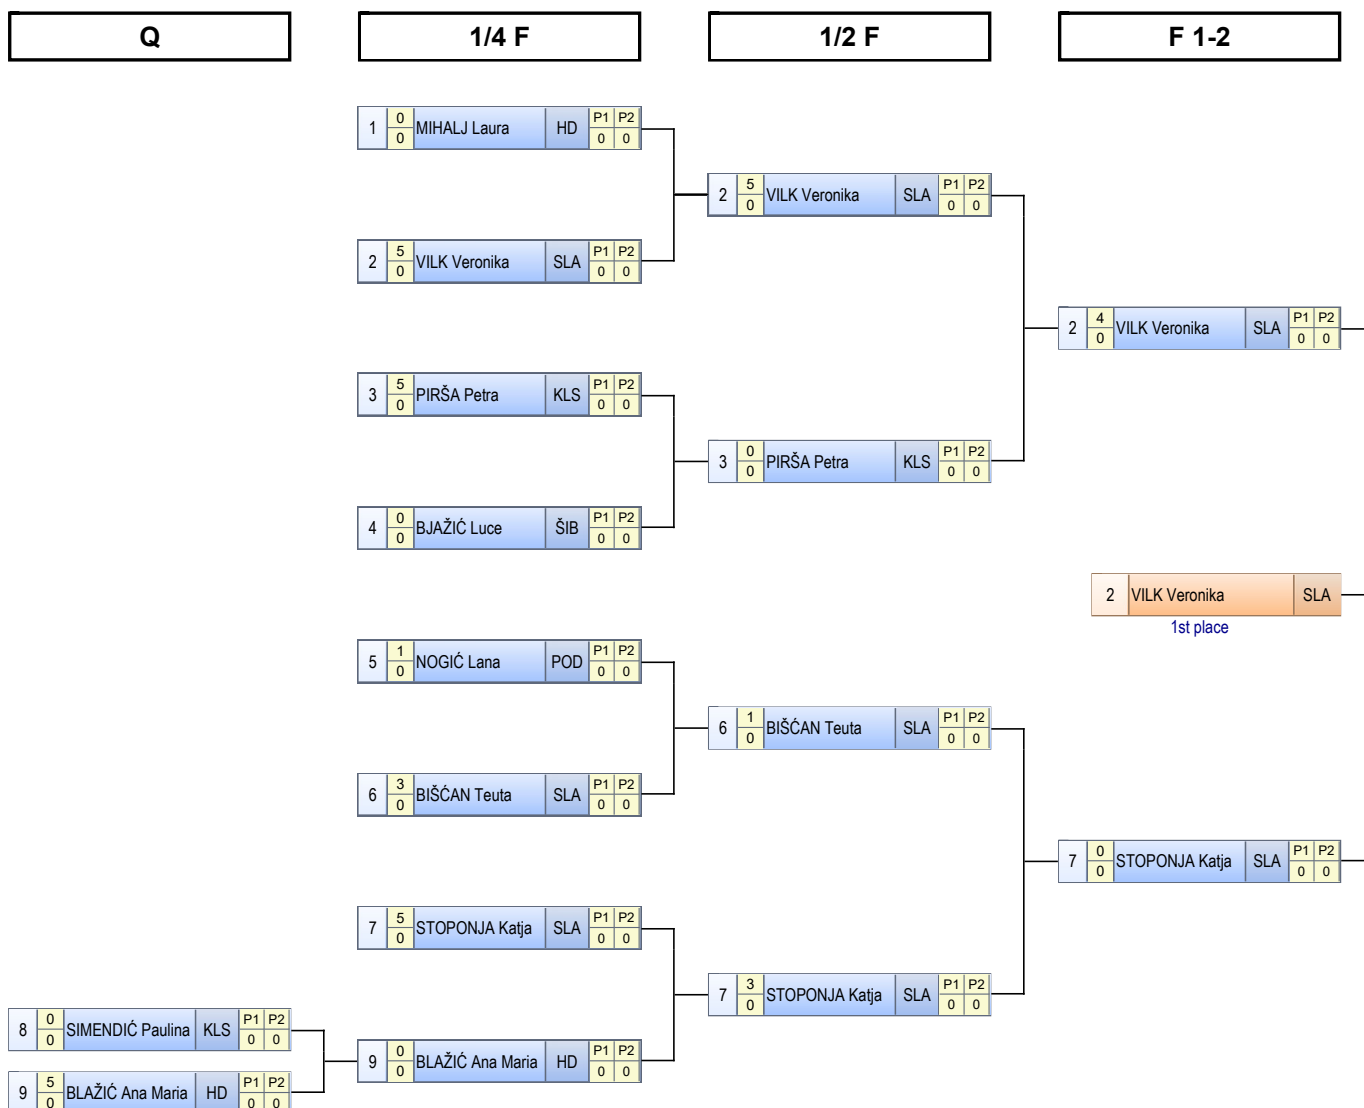 Q 1/4 F 1/2 F F 1-2
1 0 0 MIHALJ Laura HD P1 P2 0 0
2 5 0 VILK Veronika SLA P1 P2 0 0
2 5 0 VILK Veronika SLA P1 P2 0 0
2 4 0 VILK Veronika SLA P1 P2 0 0
3 5 0 PIRŠA Petra KLS P1 P2 0 0
3 0 0 PIRŠA Petra KLS P1 P2 0 0
4 0 0 BJAŽIĆ Luce ŠIB P1 P2 0 0
2 VILK Veronika SLA
1st place
5 1 0 NOGIĆ Lana POD P1 P2 0 0
6 1 0 BIŠĆAN Teuta SLA P1 P2 0 0
6 3 0 BIŠĆAN Teuta SLA P1 P2 0 0
7 0 0 STOPONJA Katja SLA P1 P2 0 0
7 5 0 STOPONJA Katja SLA P1 P2 0 0
7 3 0 STOPONJA Katja SLA P1 P2 0 0
8 0 0 SIMENDIĆ Paulina KLS P1 P2 0 0
9 0 0 BLAŽIĆ Ana Maria HD P1 P2 0 0
9 5 0 BLAŽIĆ Ana Maria HD P1 P2 0 0